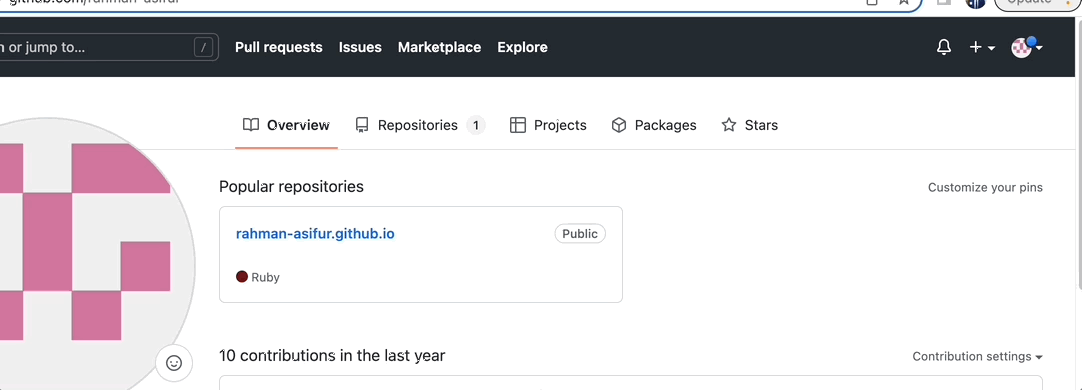 github.com/rahman-asifur
Update
or jump to... /
Pull requests Issues Marketplace Explore
Overview Repositories 1 Projects Packages Stars
Popular repositories Customize your pins
rahman-asifur.github.io Public
Ruby
10 contributions in the last year Contribution settings